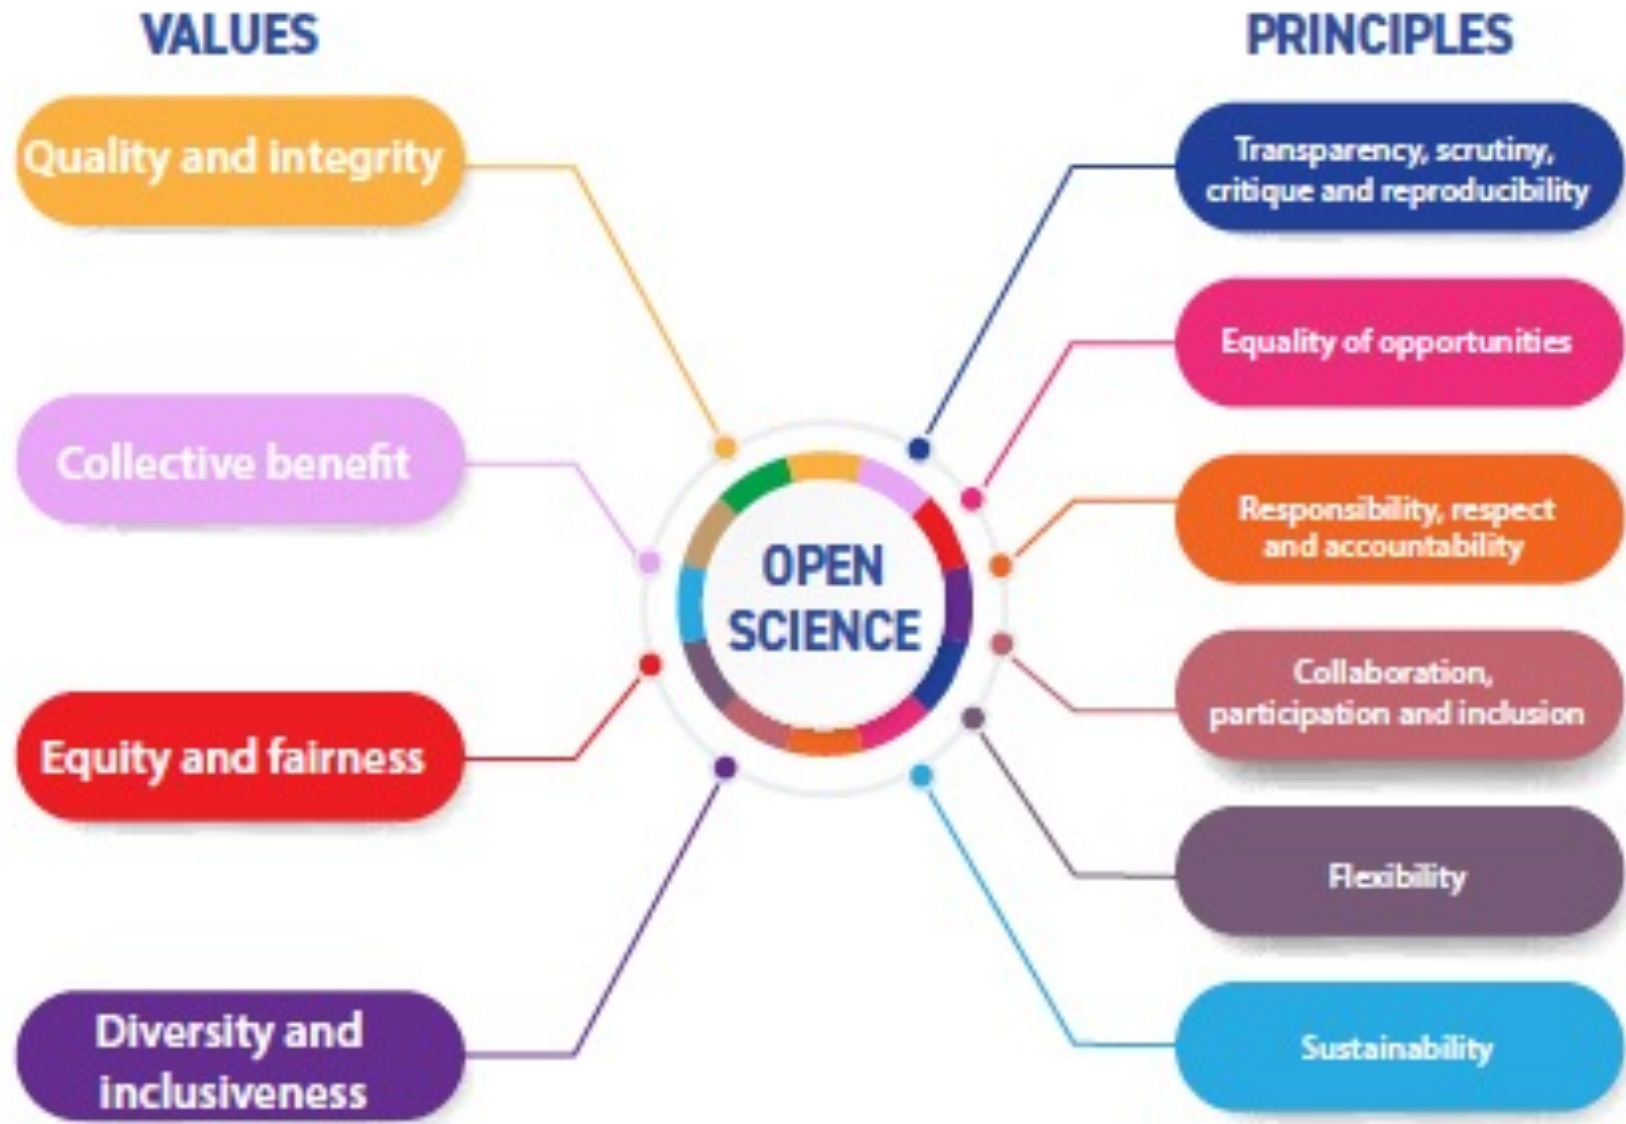 VALUES
Quality and integrity
Collective benefit
Equity and fairness
Diversity and
inclusiveness
OPEN
SCIENCE
PRINCIPLES
Transparency, scrutiny,
critique and reproducibility
Equality of opportunities
Responsibility, respect
and accountability
Collaboration,
participation and inclusion
Flexibility
Sustainability